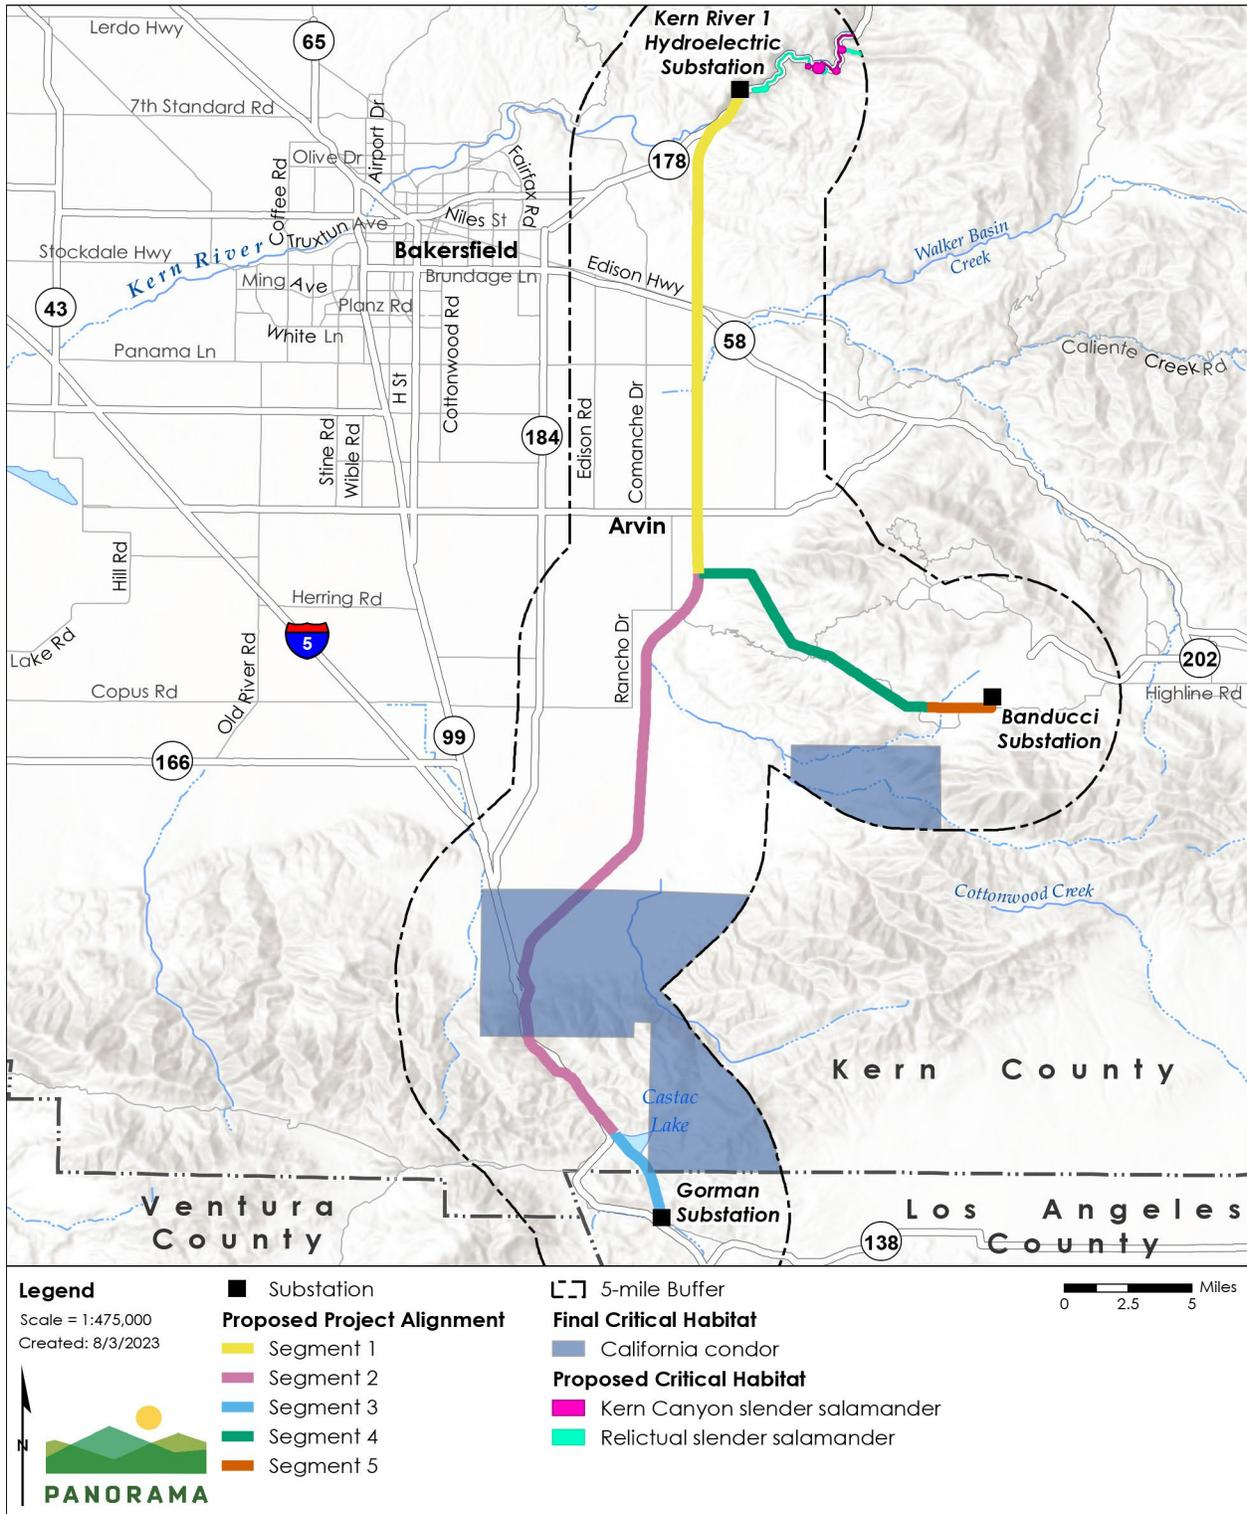 Kern River 1
Hydroelectric
Substation
Lerdo Hwy
65
7th Standard Rd
Airport Dr
Olive Dr
Coffee Rd
Fairfax Rd
178
Niles St
Truxtun Ave
Stockdale Hwy
Kern River
Bakersfield
Walker Basin
Creek
Edison Hwy
Brundage Ln
Ming Ave
43
Planz Rd
White Ln
Cottonwood Rd
58
Panama Ln
Caliente Creek Rd
H St
184
Stine Rd
Wible Rd
Edison Rd
Comanche Dr
Arvin
Hill Rd
Herring Rd
5
Lake Rd
Old River Rd
Rancho Dr
202
Copus Rd
Highline Rd
Banducci
Substation
99
166
Cottonwood Creek
Kern County
Castac
Lake
Gorman
Substation
Ventura
County
Los Angeles
County
138
Legend
Scale = 1:475,000
Created: 8/3/2023
N
PANORAMA
Substation
Proposed Project Alignment
Segment 1
Segment 2
Segment 3
Segment 4
Segment 5
5-mile Buffer
Final Critical Habitat
California condor
Proposed Critical Habitat
Kern Canyon slender salamander
Relictual slender salamander
Miles
0 2.5 5